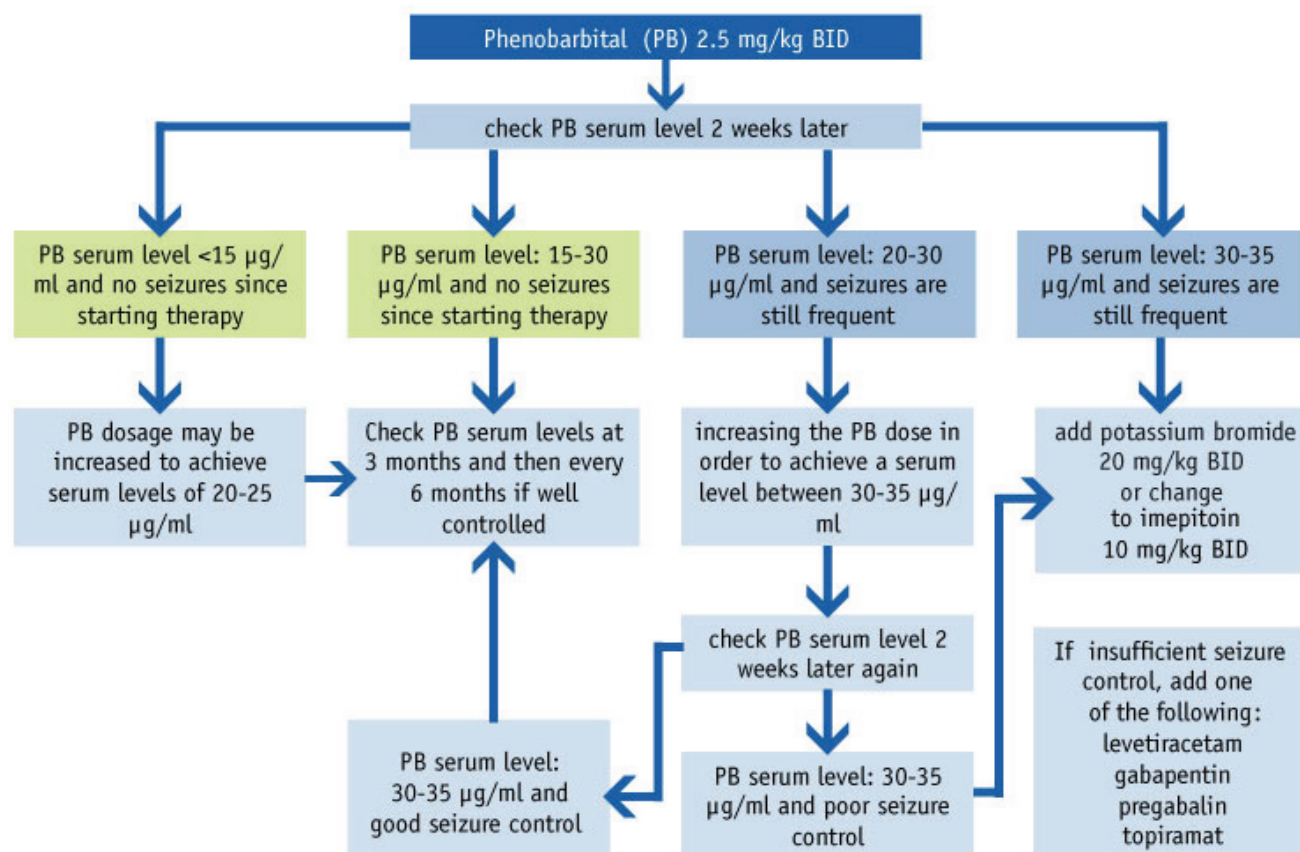 Phenobarbital (PB) 2.5 mg/kg BID
check PB serum level 2 weeks later
PB serum level <15 µg/
ml and no seizures since
starting therapy
PB serum level: 15-30
µg/ml and no seizures
since starting therapy
PB serum level: 20-30
µg/ml and seizures are
still frequent
PB serum level: 30-35
µg/ml and seizures are
still frequent
PB dosage may be
increased to achieve
serum levels of 20-25
µg/ml
Check PB serum levels at
3 months and then every
6 months if well
controlled
increasing the PB dose in
order to achieve a serum
level between 30-35 µg/
ml
add potassium bromide
20 mg/kg BID
or change
to imepitoin
10 mg/kg BID
check PB serum level 2
weeks later again
PB serum level:
30-35 µg/ml and
good seizure control
PB serum level: 30-35
µg/ml and poor seizure
control
If insufficient seizure
control, add one
of the following:
levetiracetam
gabapentin
pregabalin
topiramat